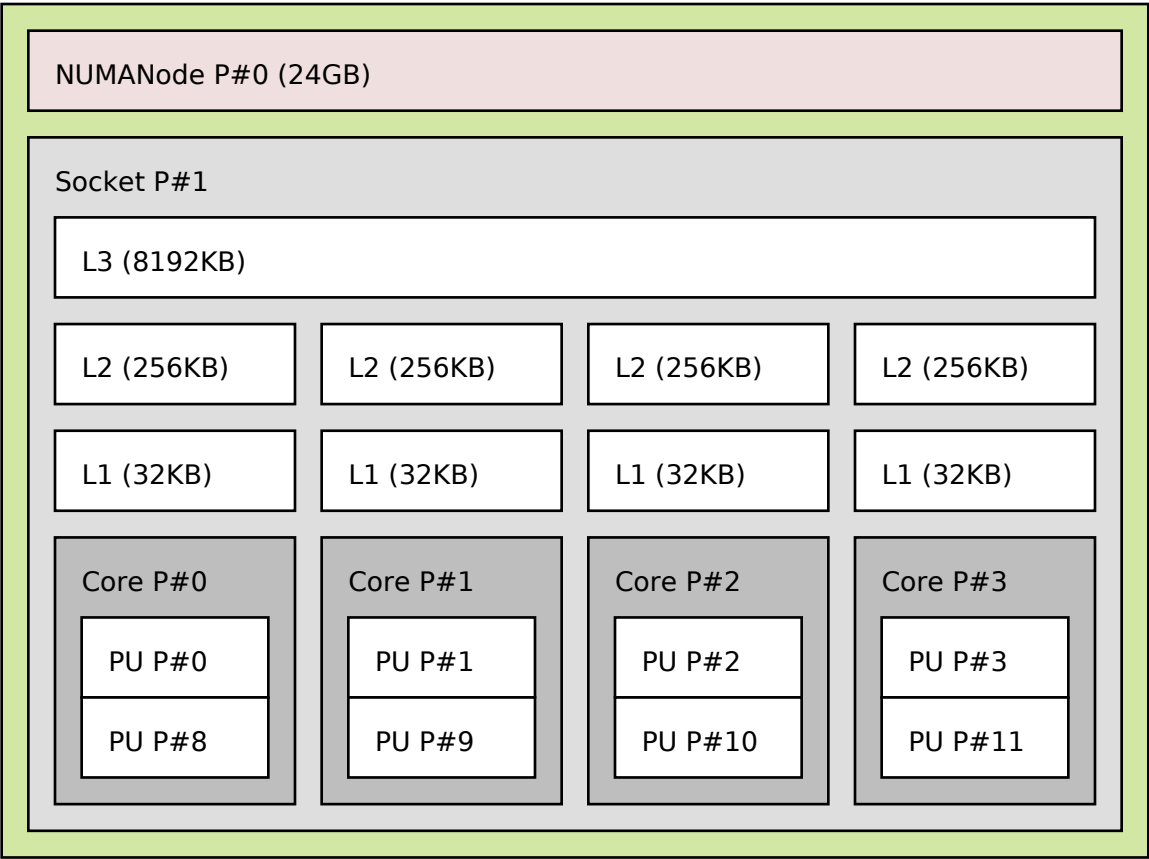 NUMANode P#0 (24GB)
Socket P#1
L3 (8192KB)
L2 (256KB) L2 (256KB) L2 (256KB) L2 (256KB)
L1 (32KB) L1 (32KB) L1 (32KB) L1 (32KB)
Core P#0 Core P#1 Core P#2 Core P#3
PU P#0 PU P#1 PU P#2 PU P#3
PU P#8 PU P#9 PU P#10 PU P#11